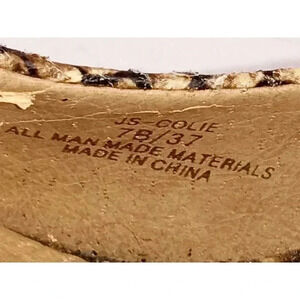 JS-COLIE
7B/37
ALL MAN MADE MATERIALS
MADE IN CHINA